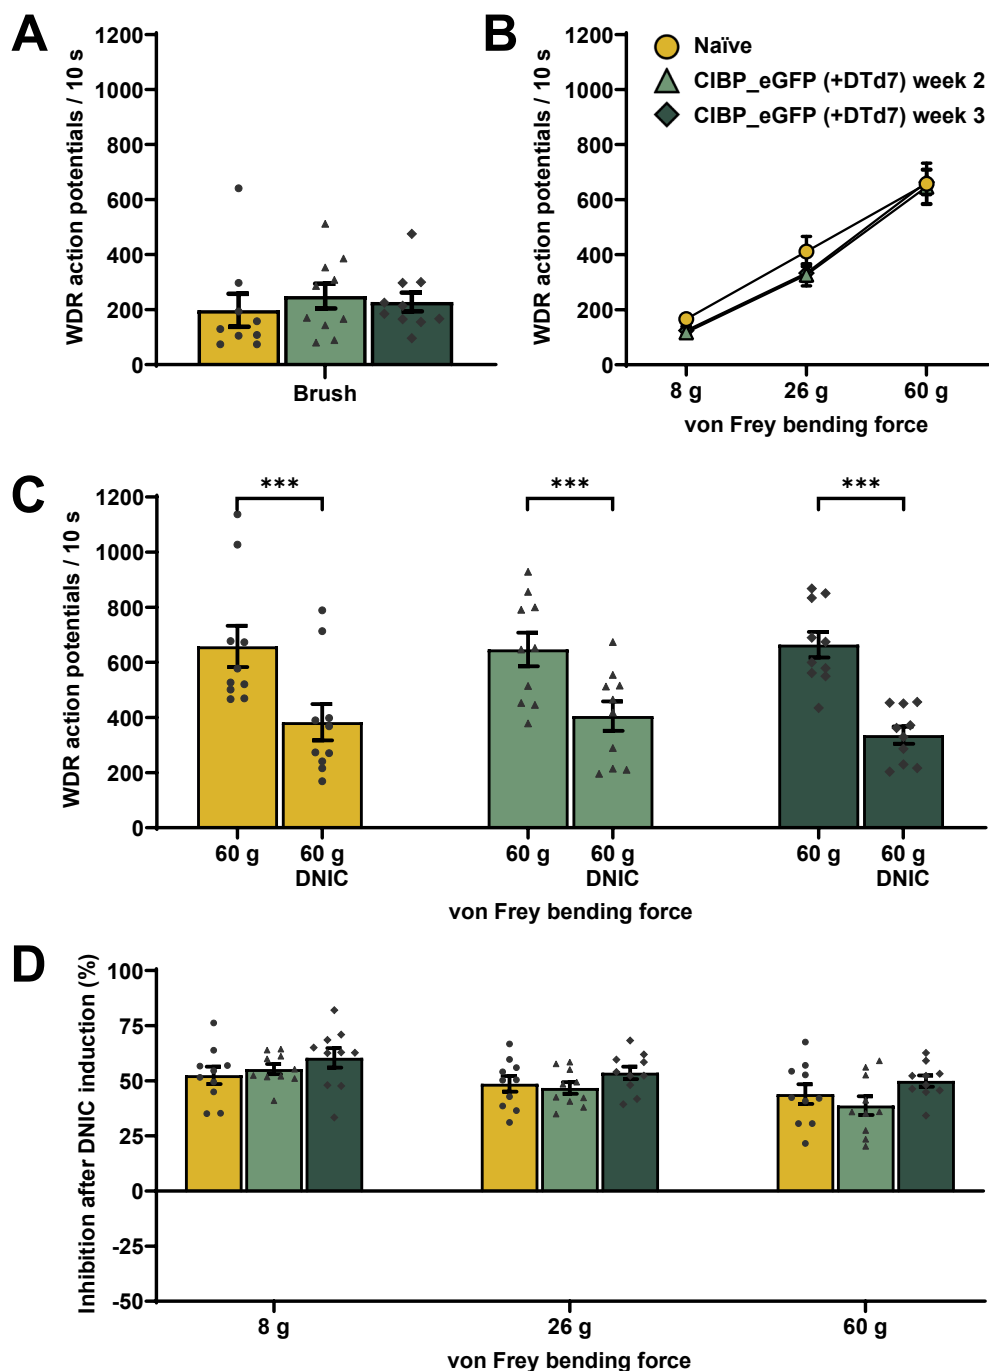 A
WDR action potentials / 10 s
1200
1000
800
600
400
200
0
Brush
B
WDR action potentials / 10 s
1200
1000
800
600
400
200
0
Naïve
CIBP_eGFP (+DTd7) week 2
CIBP_eGFP (+DTd7) week 3
8 g 26 g 60 g
von Frey bending force
C
WDR action potentials / 10 s
1200
1000
800
600
400
200
0
*** *** ***
60 g 60 g 60 g 60 g 60 g 60 g
DNIC DNIC DNIC
von Frey bending force
D
Inhibition after DNIC induction (%)
100
75
50
25
0
-25
-50
8 g 26 g 60 g
von Frey bending force